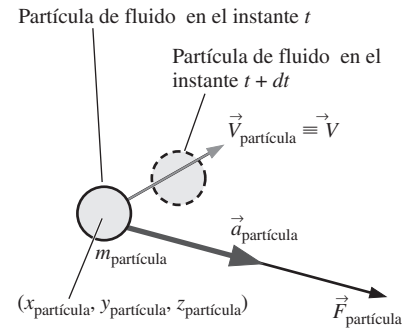 Partícula de fluido en el instante t
Partícula de fluido en el
instante t + dt
V⃗partícula ≡ V⃗
a⃗partícula
mpartícula
(xpartícula, ypartícula, zpartícula)
F⃗partícula